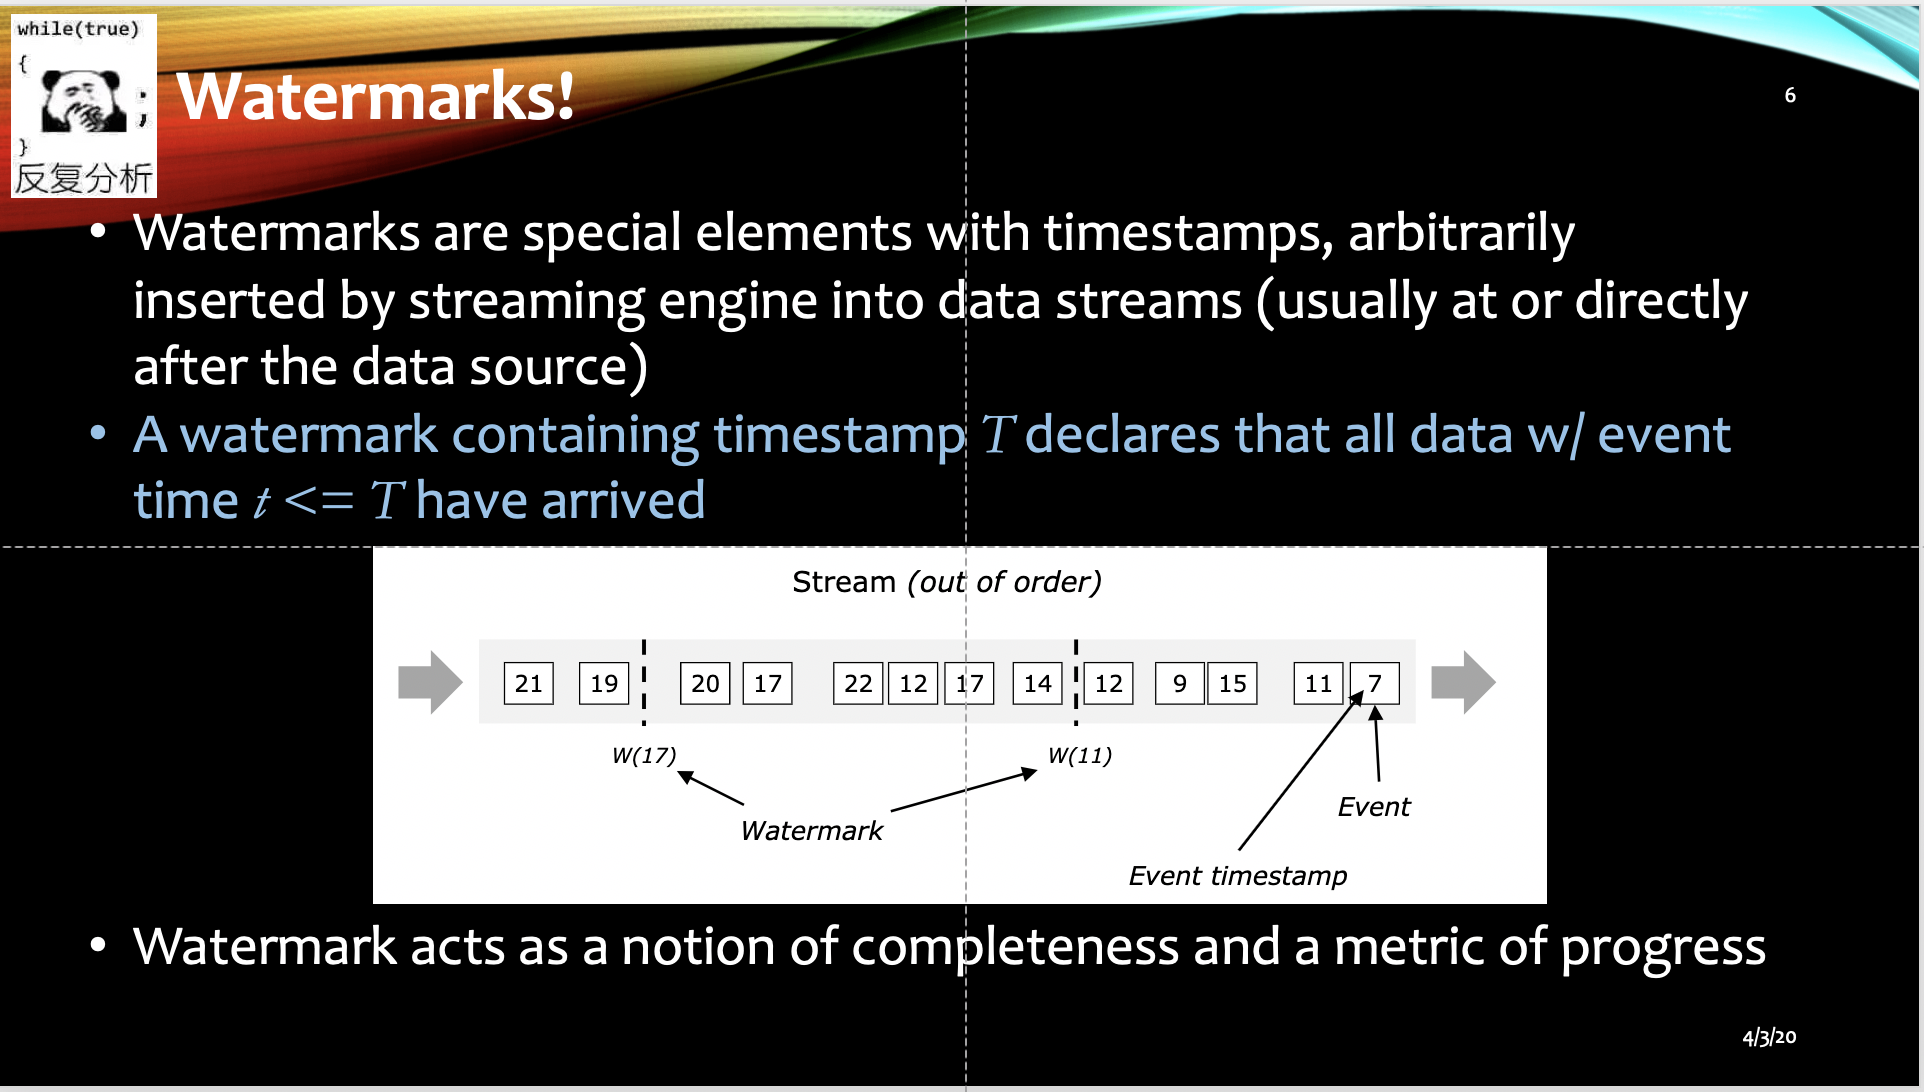 while(true)
{
;
}
反复分析
Watermarks!
6
• Watermarks are special elements with timestamps, arbitrarily
inserted by streaming engine into data streams (usually at or directly
after the data source)
• A watermark containing timestamp T declares that all data w/ event
time t <= T have arrived
Stream (out of order)
21 19 20 17 22 12 17 14 12 9 15 11 7
W(17) W(11)
Watermark
Event
Event timestamp
• Watermark acts as a notion of completeness and a metric of progress
4/3/20